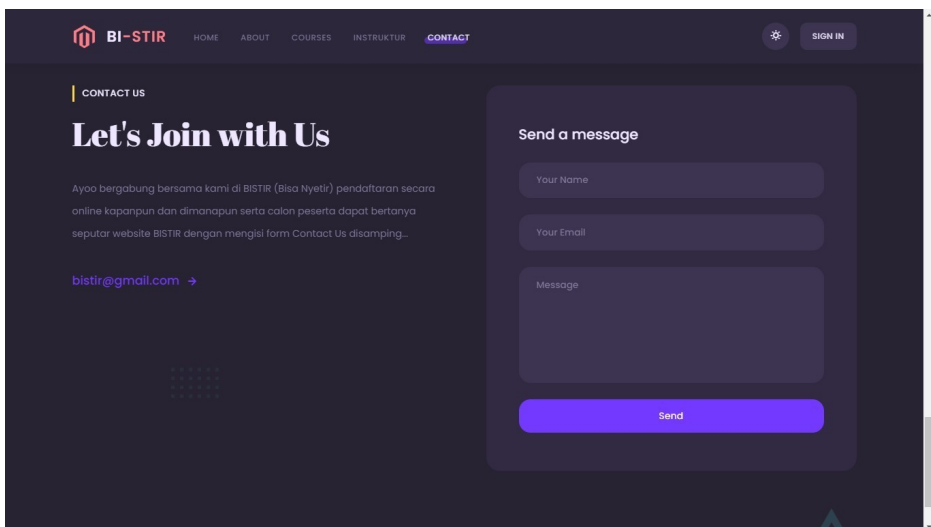 BI-STIR HOME ABOUT COURSES INSTRUKTUR CONTACT SIGN IN
CONTACT US
Let's Join with Us
Ayoo bergabung bersama kami di BISTIR (Bisa Nyetir) pendaftaran secara
online kapanpun dan dimanapun serta calon peserta dapat bertanya
seputar website BISTIR dengan mengisi form Contact Us disamping...
bistir@gmail.com →
Send a message
Your Name
Your Email
Message
Send